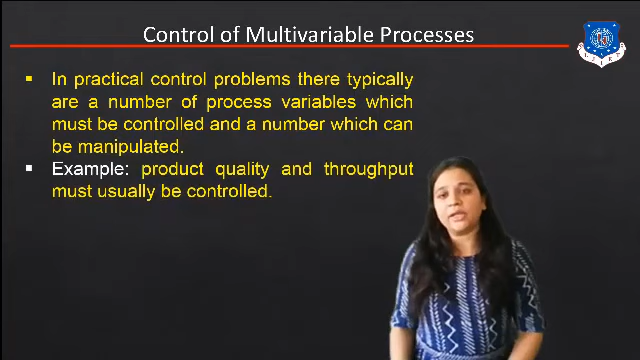 Control of Multivariable Processes
In practical control problems there typically
are a number of process variables which
must be controlled and a number which can
be manipulated.
Example: product quality and throughput
must usually be controlled.